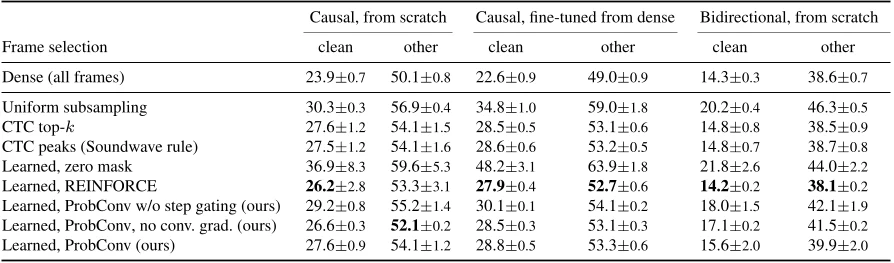 Causal, from scratch Causal, fine-tuned from dense Bidirectional, from scratch
Frame selection clean other clean other clean other
Dense (all frames) 23.9±0.7 50.1±0.8 22.6±0.9 49.0±0.9 14.3±0.3 38.6±0.7
Uniform subsampling 30.3±0.3 56.9±0.4 34.8±1.0 59.0±1.8 20.2±0.4 46.3±0.5
CTC top-k 27.6±1.2 54.1±1.5 28.5±0.5 53.1±0.6 14.8±0.8 38.5±0.9
CTC peaks (Soundwave rule) 27.5±1.2 54.1±1.6 28.6±0.6 53.2±0.5 14.8±0.7 38.7±0.8
Learned, zero mask 36.9±8.3 59.6±5.3 48.2±3.1 63.9±1.8 21.8±2.6 44.0±2.2
Learned, REINFORCE 26.2±2.8 53.3±3.1 27.9±0.4 52.7±0.6 14.2±0.2 38.1±0.2
Learned, ProbConv w/o step gating (ours) 29.2±0.8 55.2±1.4 30.1±0.1 54.1±0.2 18.0±1.5 42.1±1.9
Learned, ProbConv, no conv. grad. (ours) 26.6±0.3 52.1±0.2 28.5±0.3 53.1±0.3 17.1±0.2 41.5±0.2
Learned, ProbConv (ours) 27.6±0.9 54.1±1.2 28.8±0.5 53.3±0.6 15.6±2.0 39.9±2.0